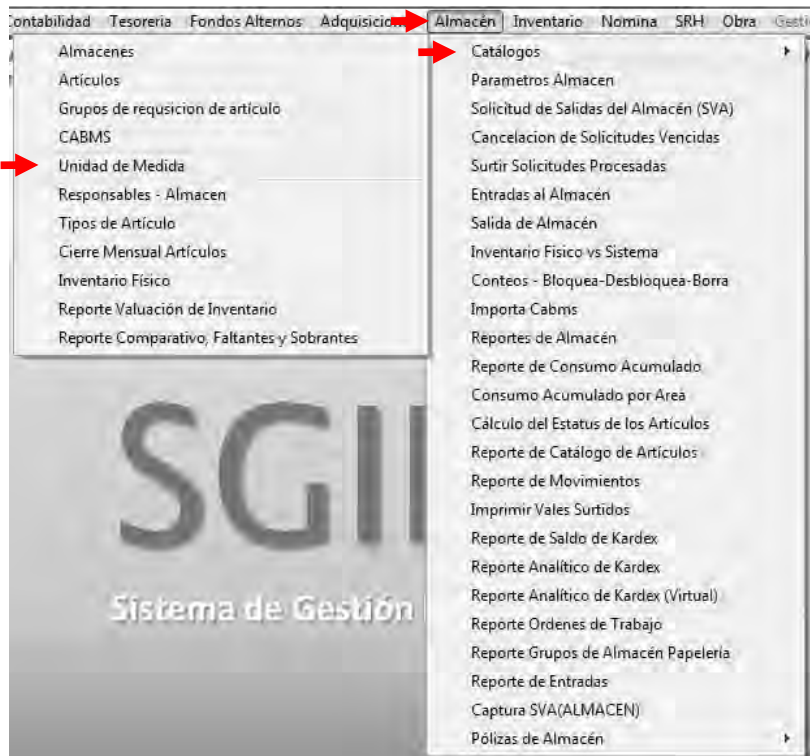 Contabilidad Tesoreria Fondos Alternos Adquisicion Almacén Inventario Nomina SRH Obra Gesti
Almacenes
Artículos
Grupos de requsicion de artículo
CABMS
Unidad de Medida
Responsables - Almacen
Tipos de Artículo
Cierre Mensual Artículos
Inventario Físico
Reporte Valuación de Inventario
Reporte Comparativo, Faltantes y Sobrantes
Catálogos
Parametros Almacen
Solicitud de Salidas del Almacén (SVA)
Cancelacion de Solicitudes Vencidas
Surtir Solicitudes Procesadas
Entradas al Almacén
Salida de Almacén
Inventario Fisico vs Sistema
Conteos - Bloquea-Desbloquea-Borra
Importa Cabms
Reportes de Almacén
Reporte de Consumo Acumulado
Consumo Acumulado por Area
Cálculo del Estatus de los Artículos
Reporte de Catálogo de Artículos
Reporte de Movimientos
Imprimir Vales Surtidos
Reporte de Saldo de Kardex
Reporte Analítico de Kardex
Reporte Analítico de Kardex (Virtual)
Reporte Ordenes de Trabajo
Reporte Grupos de Almacén Papeleria
Reporte de Entradas
Captura SVA(ALMACEN)
Pólizas de Almacén
SGII
Sistema de Gestión